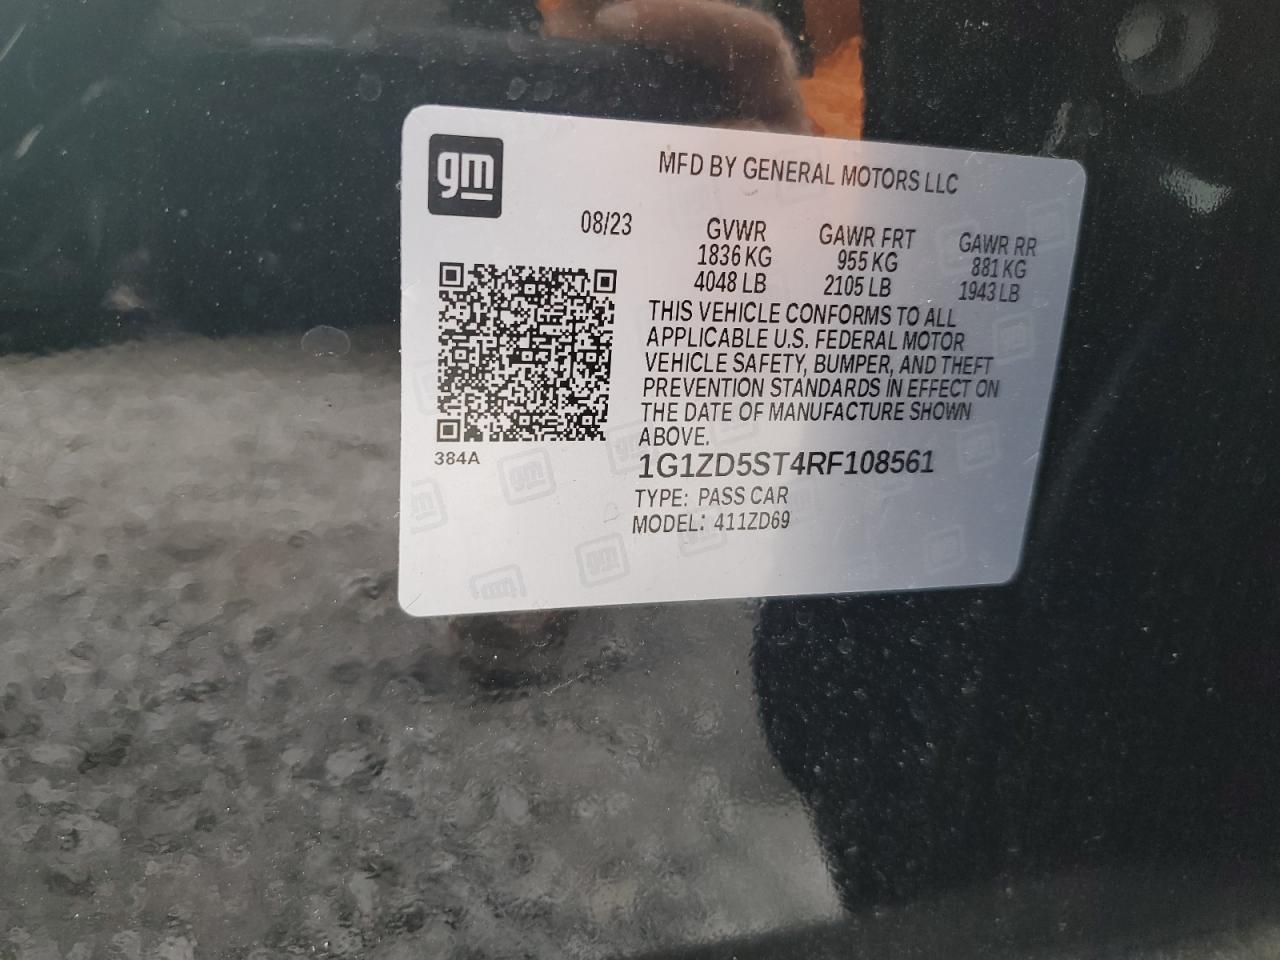 gm
MFD BY GENERAL MOTORS LLC
08/23
GVWR GAWR FRT GAWR RR
1836 KG 955 KG 881 KG
4048 LB 2105 LB 1943 LB
THIS VEHICLE CONFORMS TO ALL
APPLICABLE U.S. FEDERAL MOTOR
VEHICLE SAFETY, BUMPER, AND THEFT
PREVENTION STANDARDS IN EFFECT ON
THE DATE OF MANUFACTURE SHOWN
ABOVE.
384A
1G1ZD5ST4RF108561
TYPE: PASS CAR
MODEL: 411ZD69